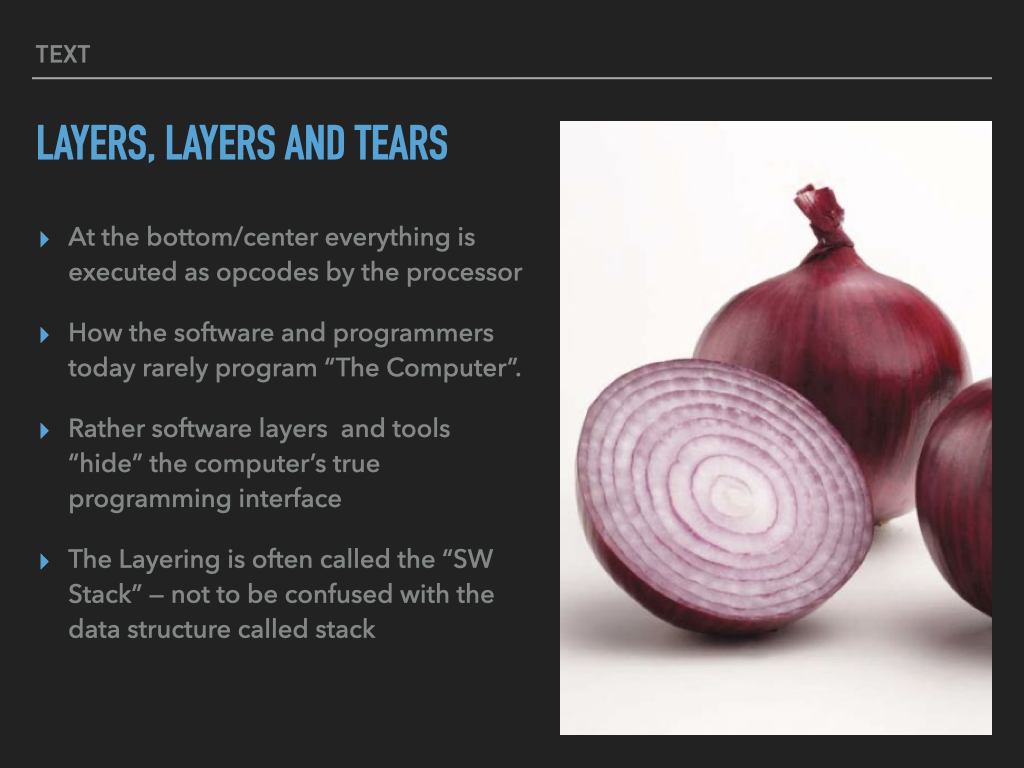 TEXT
LAYERS, LAYERS AND TEARS
▸ At the bottom/center everything is
executed as opcodes by the processor
▸ How the software and programmers
today rarely program “The Computer”.
▸ Rather software layers  and tools
“hide” the computer’s true
programming interface
▸ The Layering is often called the “SW
Stack” – not to be confused with the
data structure called stack